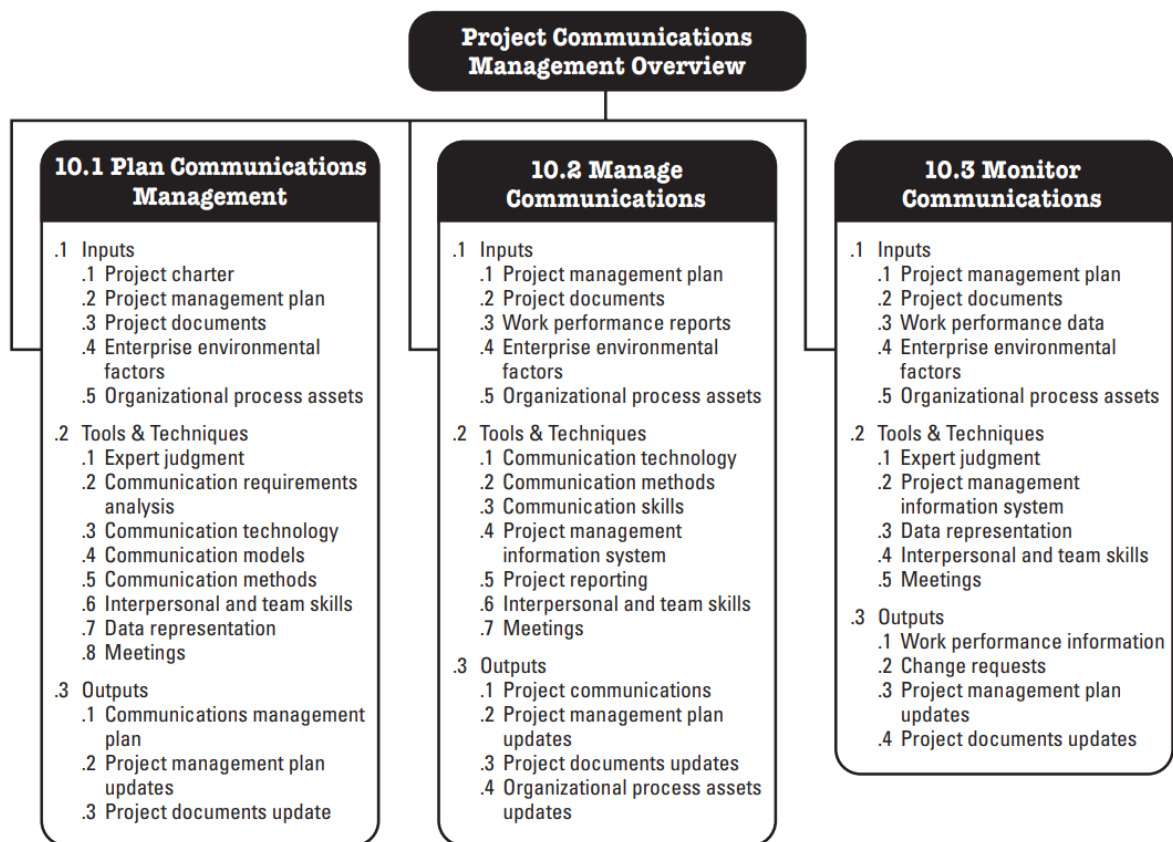 Project Communications
Management Overview
10.1 Plan Communications
Management
.1 Inputs
.1 Project charter
.2 Project management plan
.3 Project documents
.4 Enterprise environmental
factors
.5 Organizational process assets
.2 Tools & Techniques
.1 Expert judgment
.2 Communication requirements
analysis
.3 Communication technology
.4 Communication models
.5 Communication methods
.6 Interpersonal and team skills
.7 Data representation
.8 Meetings
.3 Outputs
.1 Communications management
plan
.2 Project management plan
updates
.3 Project documents update
10.2 Manage
Communications
.1 Inputs
.1 Project management plan
.2 Project documents
.3 Work performance reports
.4 Enterprise environmental
factors
.5 Organizational process assets
.2 Tools & Techniques
.1 Communication technology
.2 Communication methods
.3 Communication skills
.4 Project management
information system
.5 Project reporting
.6 Interpersonal and team skills
.7 Meetings
.3 Outputs
.1 Project communications
.2 Project management plan
updates
.3 Project documents updates
.4 Organizational process assets
updates
10.3 Monitor
Communications
.1 Inputs
.1 Project management plan
.2 Project documents
.3 Work performance data
.4 Enterprise environmental
factors
.5 Organizational process assets
.2 Tools & Techniques
.1 Expert judgment
.2 Project management
information system
.3 Data representation
.4 Interpersonal and team skills
.5 Meetings
.3 Outputs
.1 Work performance information
.2 Change requests
.3 Project management plan
updates
.4 Project documents updates